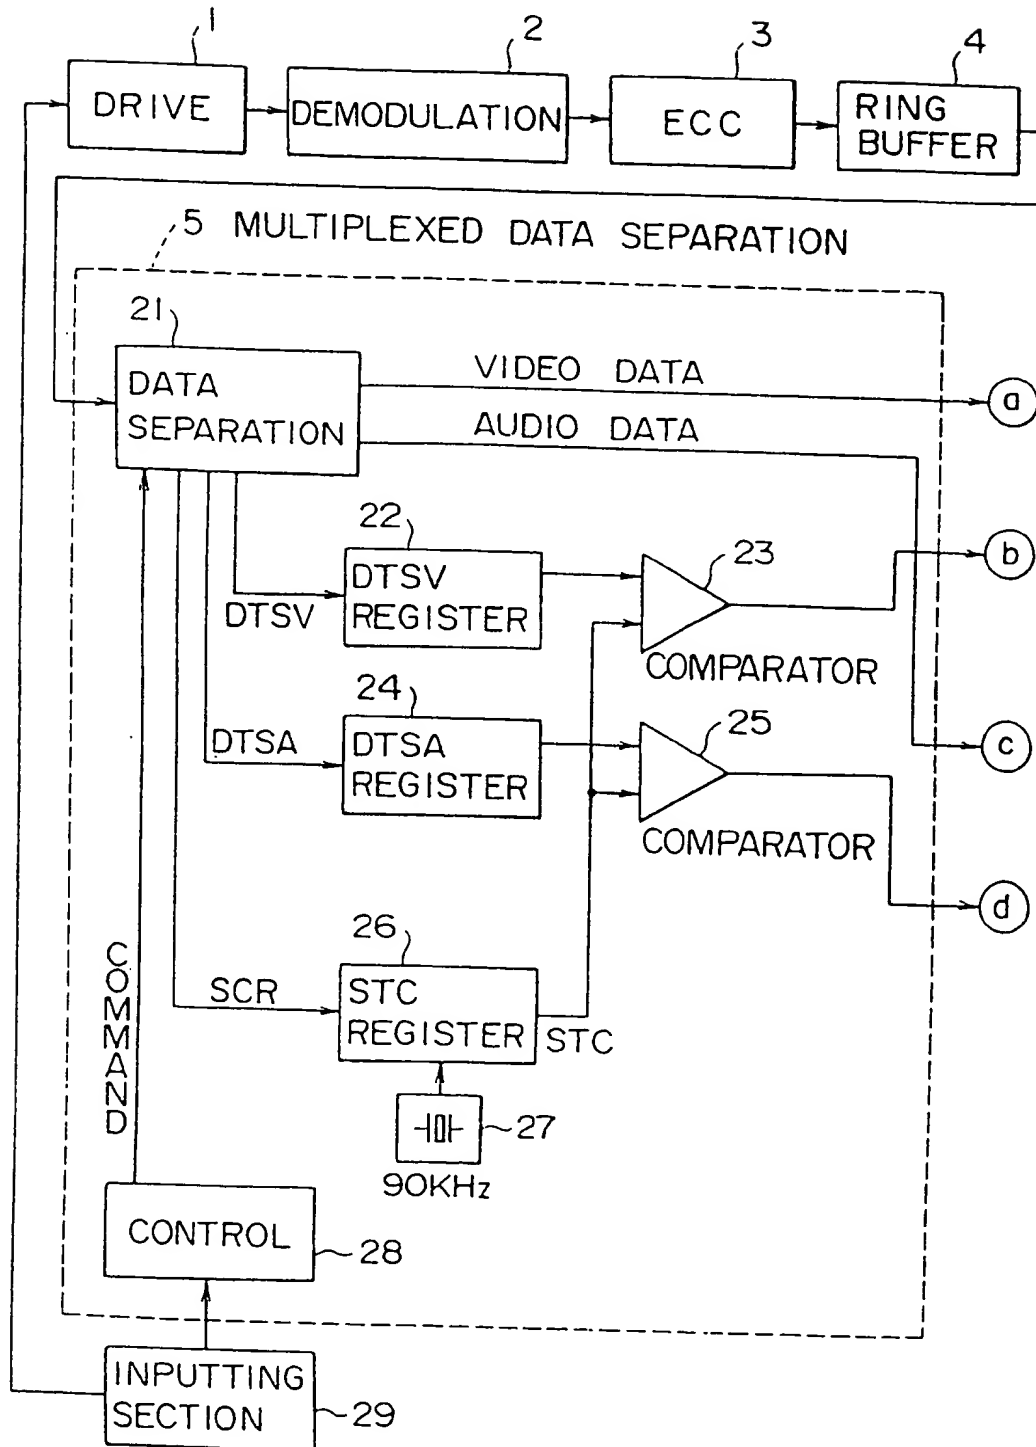 1
2
3
4
DRIVE
DEMODULATION
ECC
RING
BUFFER
5 MULTIPLEXED DATA SEPARATION
21
DATA
SEPARATION
VIDEO DATA
a
AUDIO DATA
22
23
b
DTSV
DTSV
REGISTER
COMPARATOR
24
25
c
DTSA
DTSA
REGISTER
COMPARATOR
d
26
COMMAND
SCR
STC
REGISTER
STC
27
90KHz
CONTROL
28
INPUTTING
SECTION
29